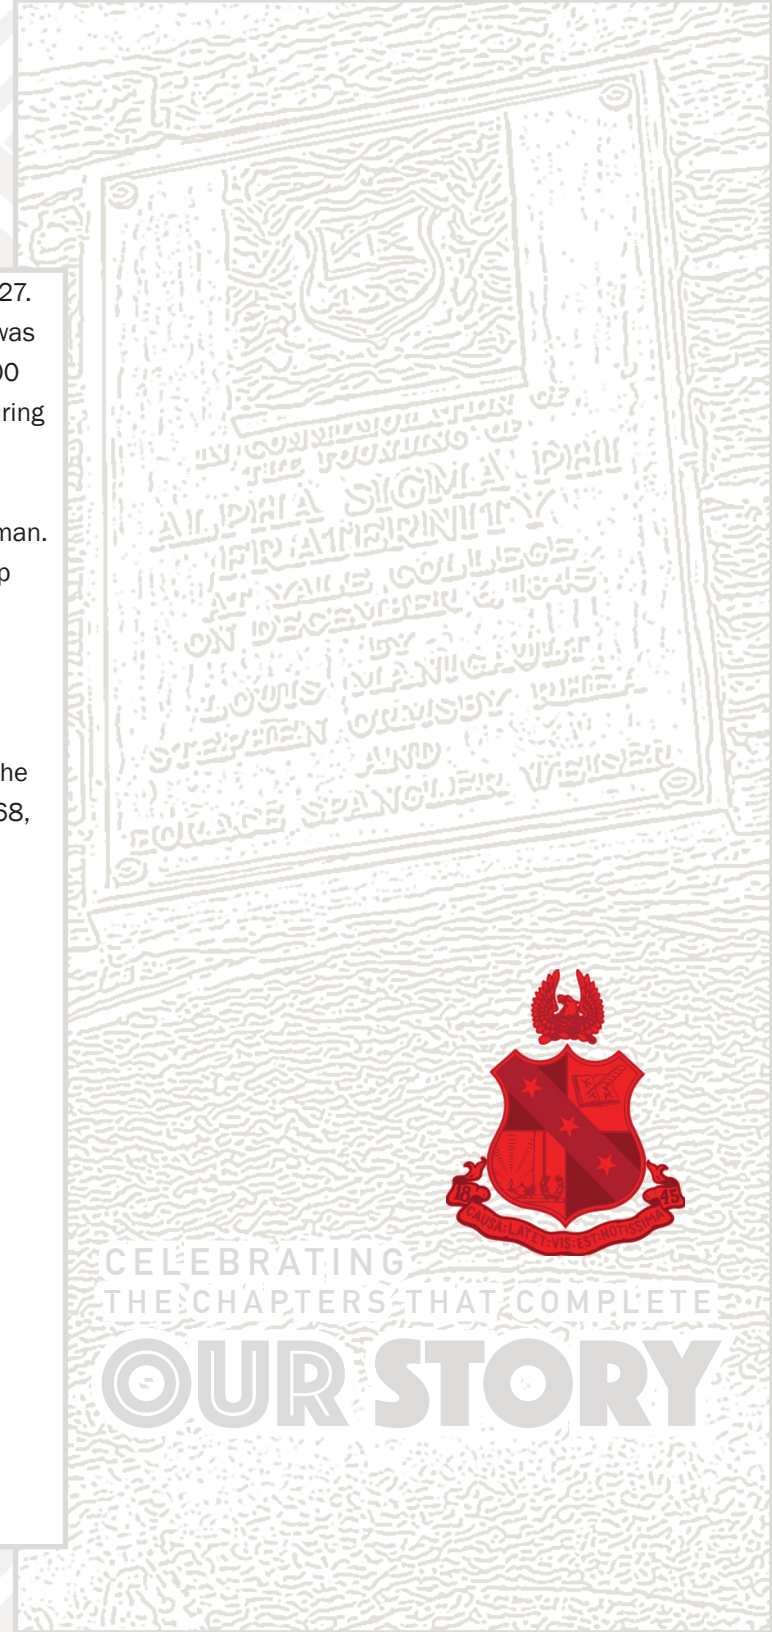 27.
was
00
ring
man.
p
he
68,
IN COMMEMORATION OF
THE FOUNDING OF
ALPHA SIGMA PHI
FRATERNITY
AT YALE COLLEGE
ON DECEMBER 6, 1845
BY
LOUIS MANIGAULT
STEPHEN ORMSBY RHEA
AND
HORACE SPANGLER WEISER
18 45
CAUSA:LATET:VIS:EST:NOTISSIMA
CELEBRATING
THE CHAPTERS THAT COMPLETE
OUR STORY